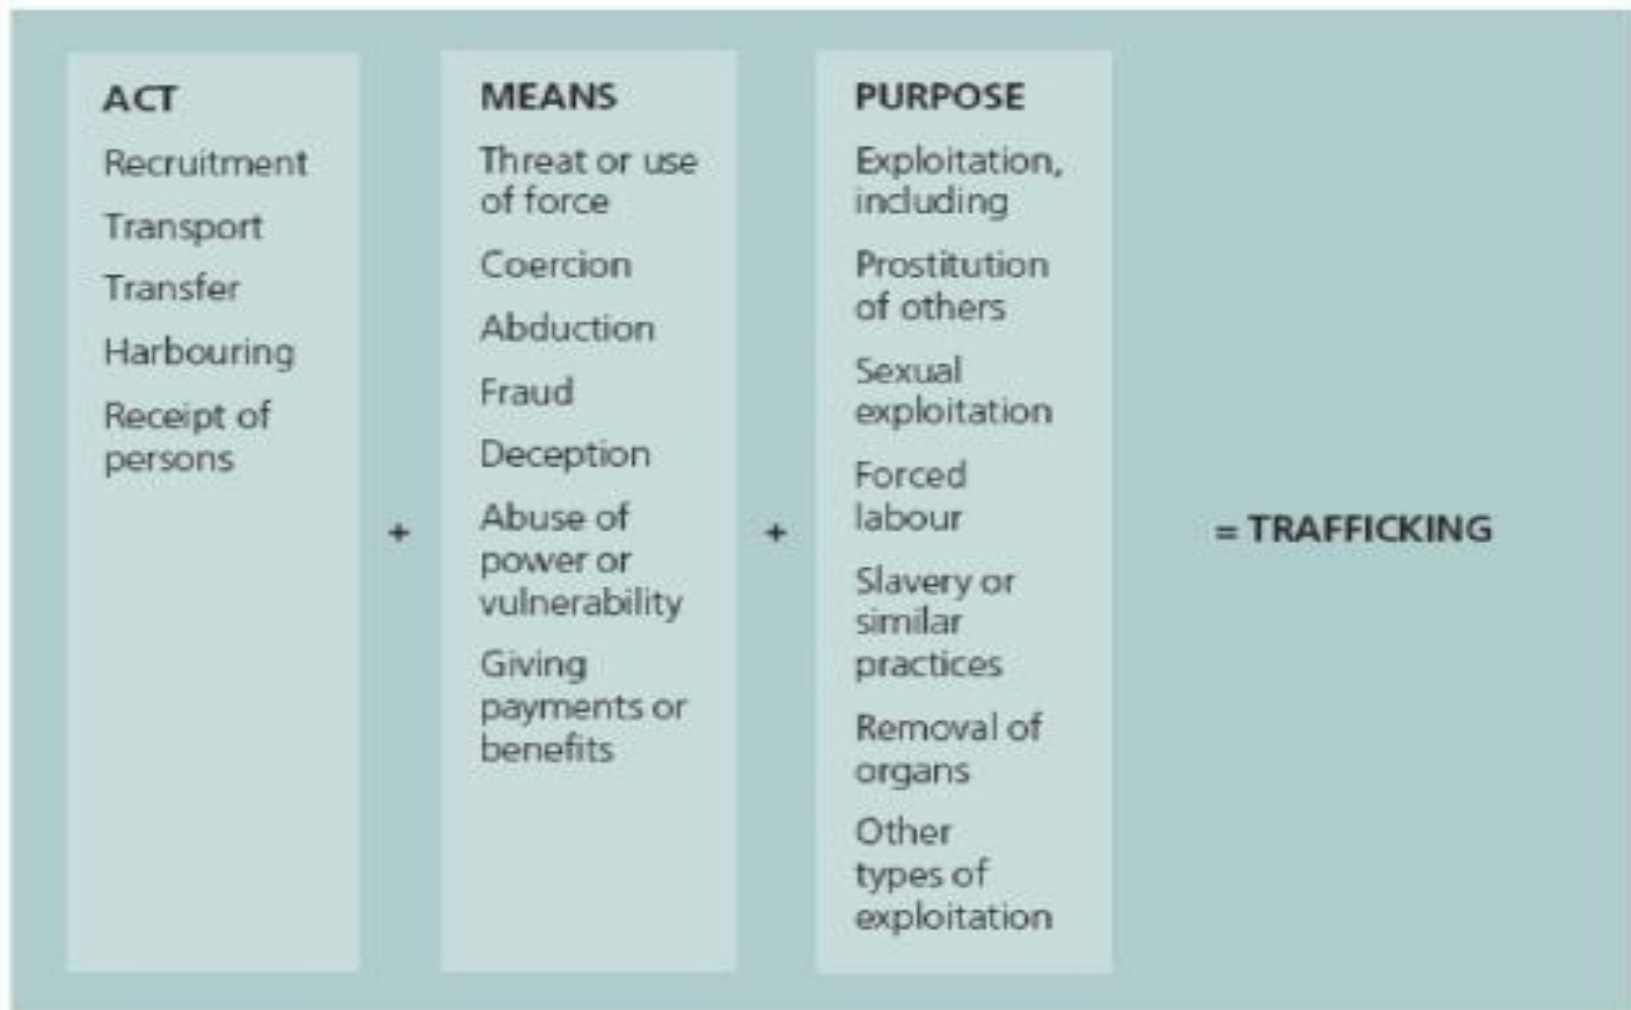 ACT
Recruitment
Transport
Transfer
Harbouring
Receipt of
persons
+
MEANS
Threat or use
of force
Coercion
Abduction
Fraud
Deception
Abuse of
power or
vulnerability
Giving
payments or
benefits
+
PURPOSE
Exploitation,
including
Prostitution
of others
Sexual
exploitation
Forced
labour
Slavery or
similar
practices
Removal of
organs
Other
types of
exploitation
= TRAFFICKING